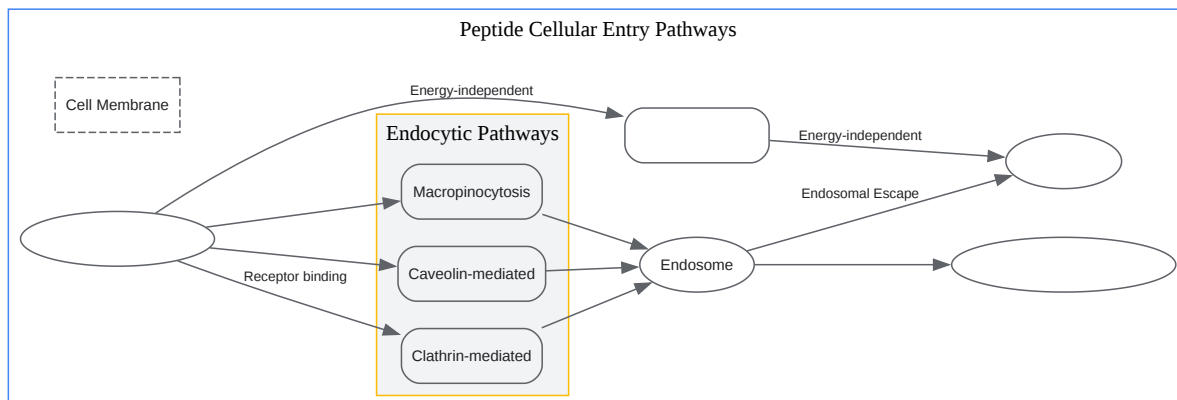 Peptide Cellular Entry Pathways
Cell Membrane
Energy-independent
Endocytic Pathways
Energy-independent
Macropinocytosis
Endosomal Escape
Receptor binding
Caveolin-mediated
Endosome
Clathrin-mediated